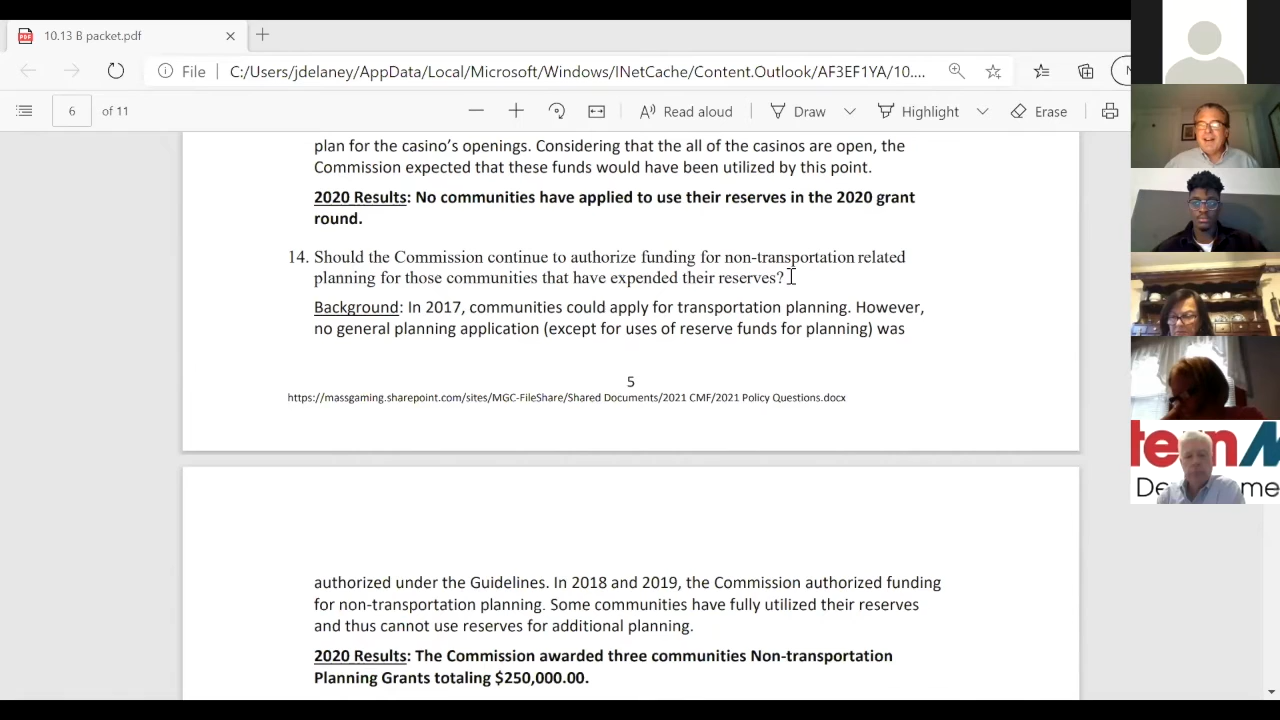 10.13 B packet.pdf
File
C:/Users/jdelaney/AppData/Local/Microsoft/Windows/INetCache/Content.Outlook/AF3EF1YA/10....
6 of 11
Read aloud
Draw
Highlight
Erase
plan for the casino's openings. Considering that the all of the casinos are open, the
Commission expected that these funds would have been utilized by this point.
2020 Results: No communities have applied to use their reserves in the 2020 grant
round.
14. Should the Commission continue to authorize funding for non-transportation related
planning for those communities that have expended their reserves?
Background: In 2017, communities could apply for transportation planning. However,
no general planning application (except for uses of reserve funds for planning) was
5
https://massgaming.sharepoint.com/sites/MGC-FileShare/Shared Documents/2021 CMF/2021 Policy Questions.docx
authorized under the Guidelines. In 2018 and 2019, the Commission authorized funding
for non-transportation planning. Some communities have fully utilized their reserves
and thus cannot use reserves for additional planning.
2020 Results: The Commission awarded three communities Non-transportation
Planning Grants totaling $250,000.00.